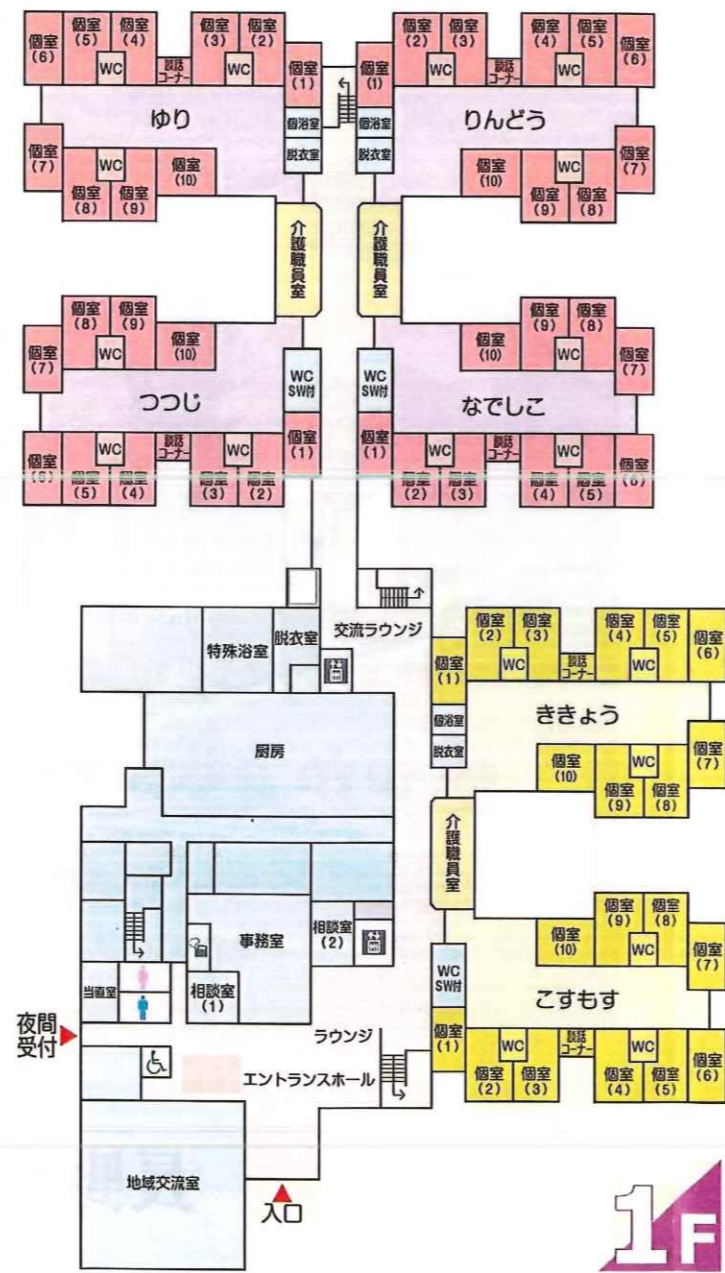 個室(6)
個室(5)
個室(4)
個室(3)
個室(2)
WC
談話コーナー
WC
個室(1)
ゆり
個浴室
脱衣室
個室(7)
WC
個室(8)
個室(9)
個室(10)
個室(1)
個室(2)
個室(3)
個室(4)
個室(5)
個室(6)
WC
談話コーナー
WC
りんどう
個浴室
脱衣室
個室(10)
WC
個室(9)
個室(8)
個室(7)
介護職員室
介護職員室
個室(7)
個室(8)
個室(9)
WC
個室(10)
つつじ
WC
SW付
個室(1)
個室(6)
WC
談話コーナー
WC
個室(5)
個室(4)
個室(3)
個室(2)
個室(9)
個室(8)
個室(10)
WC
個室(7)
なでしこ
WC
SW付
個室(1)
WC
談話コーナー
WC
個室(2)
個室(3)
個室(4)
個室(5)
個室(6)
特殊浴室
脱衣室
交流ラウンジ
厨房
個室(1)
個室(2)
個室(3)
個室(4)
個室(5)
個室(6)
WC
談話コーナー
WC
ききょう
個浴室
脱衣室
個室(10)
WC
個室(7)
個室(9)
個室(8)
介護職員室
個室(9)
個室(8)
個室(10)
WC
個室(7)
こすもす
WC
SW付
個室(1)
WC
談話コーナー
WC
個室(2)
個室(3)
個室(4)
個室(5)
個室(6)
事務室
相談室(2)
相談室(1)
当直室
夜間受付
ラウンジ
エントランスホール
地域交流室
入口
1F